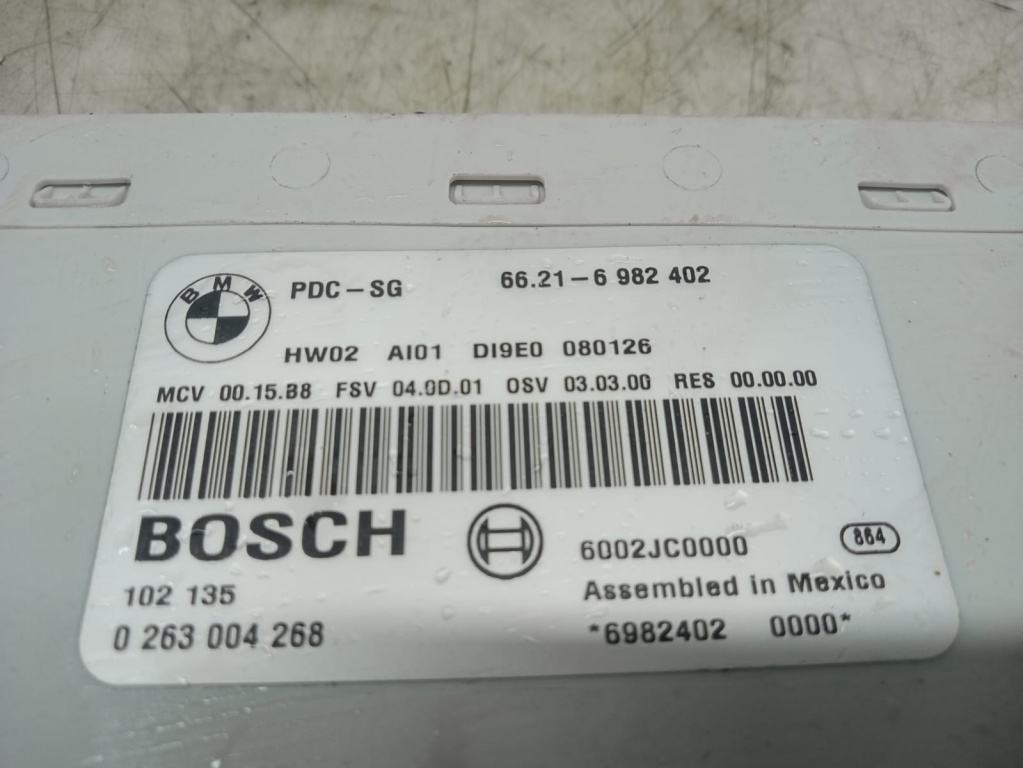 BMW
PDC-SG 66.21-6 982 402
HW02 AI01 DI9E0 080126
MCV 00.15.B8 FSV 04.0D.01 OSV 03.03.00 RES 00.00.00
BOSCH
6002JC0000 864
102 135 Assembled in Mexico
0 263 004 268 *6982402 0000*